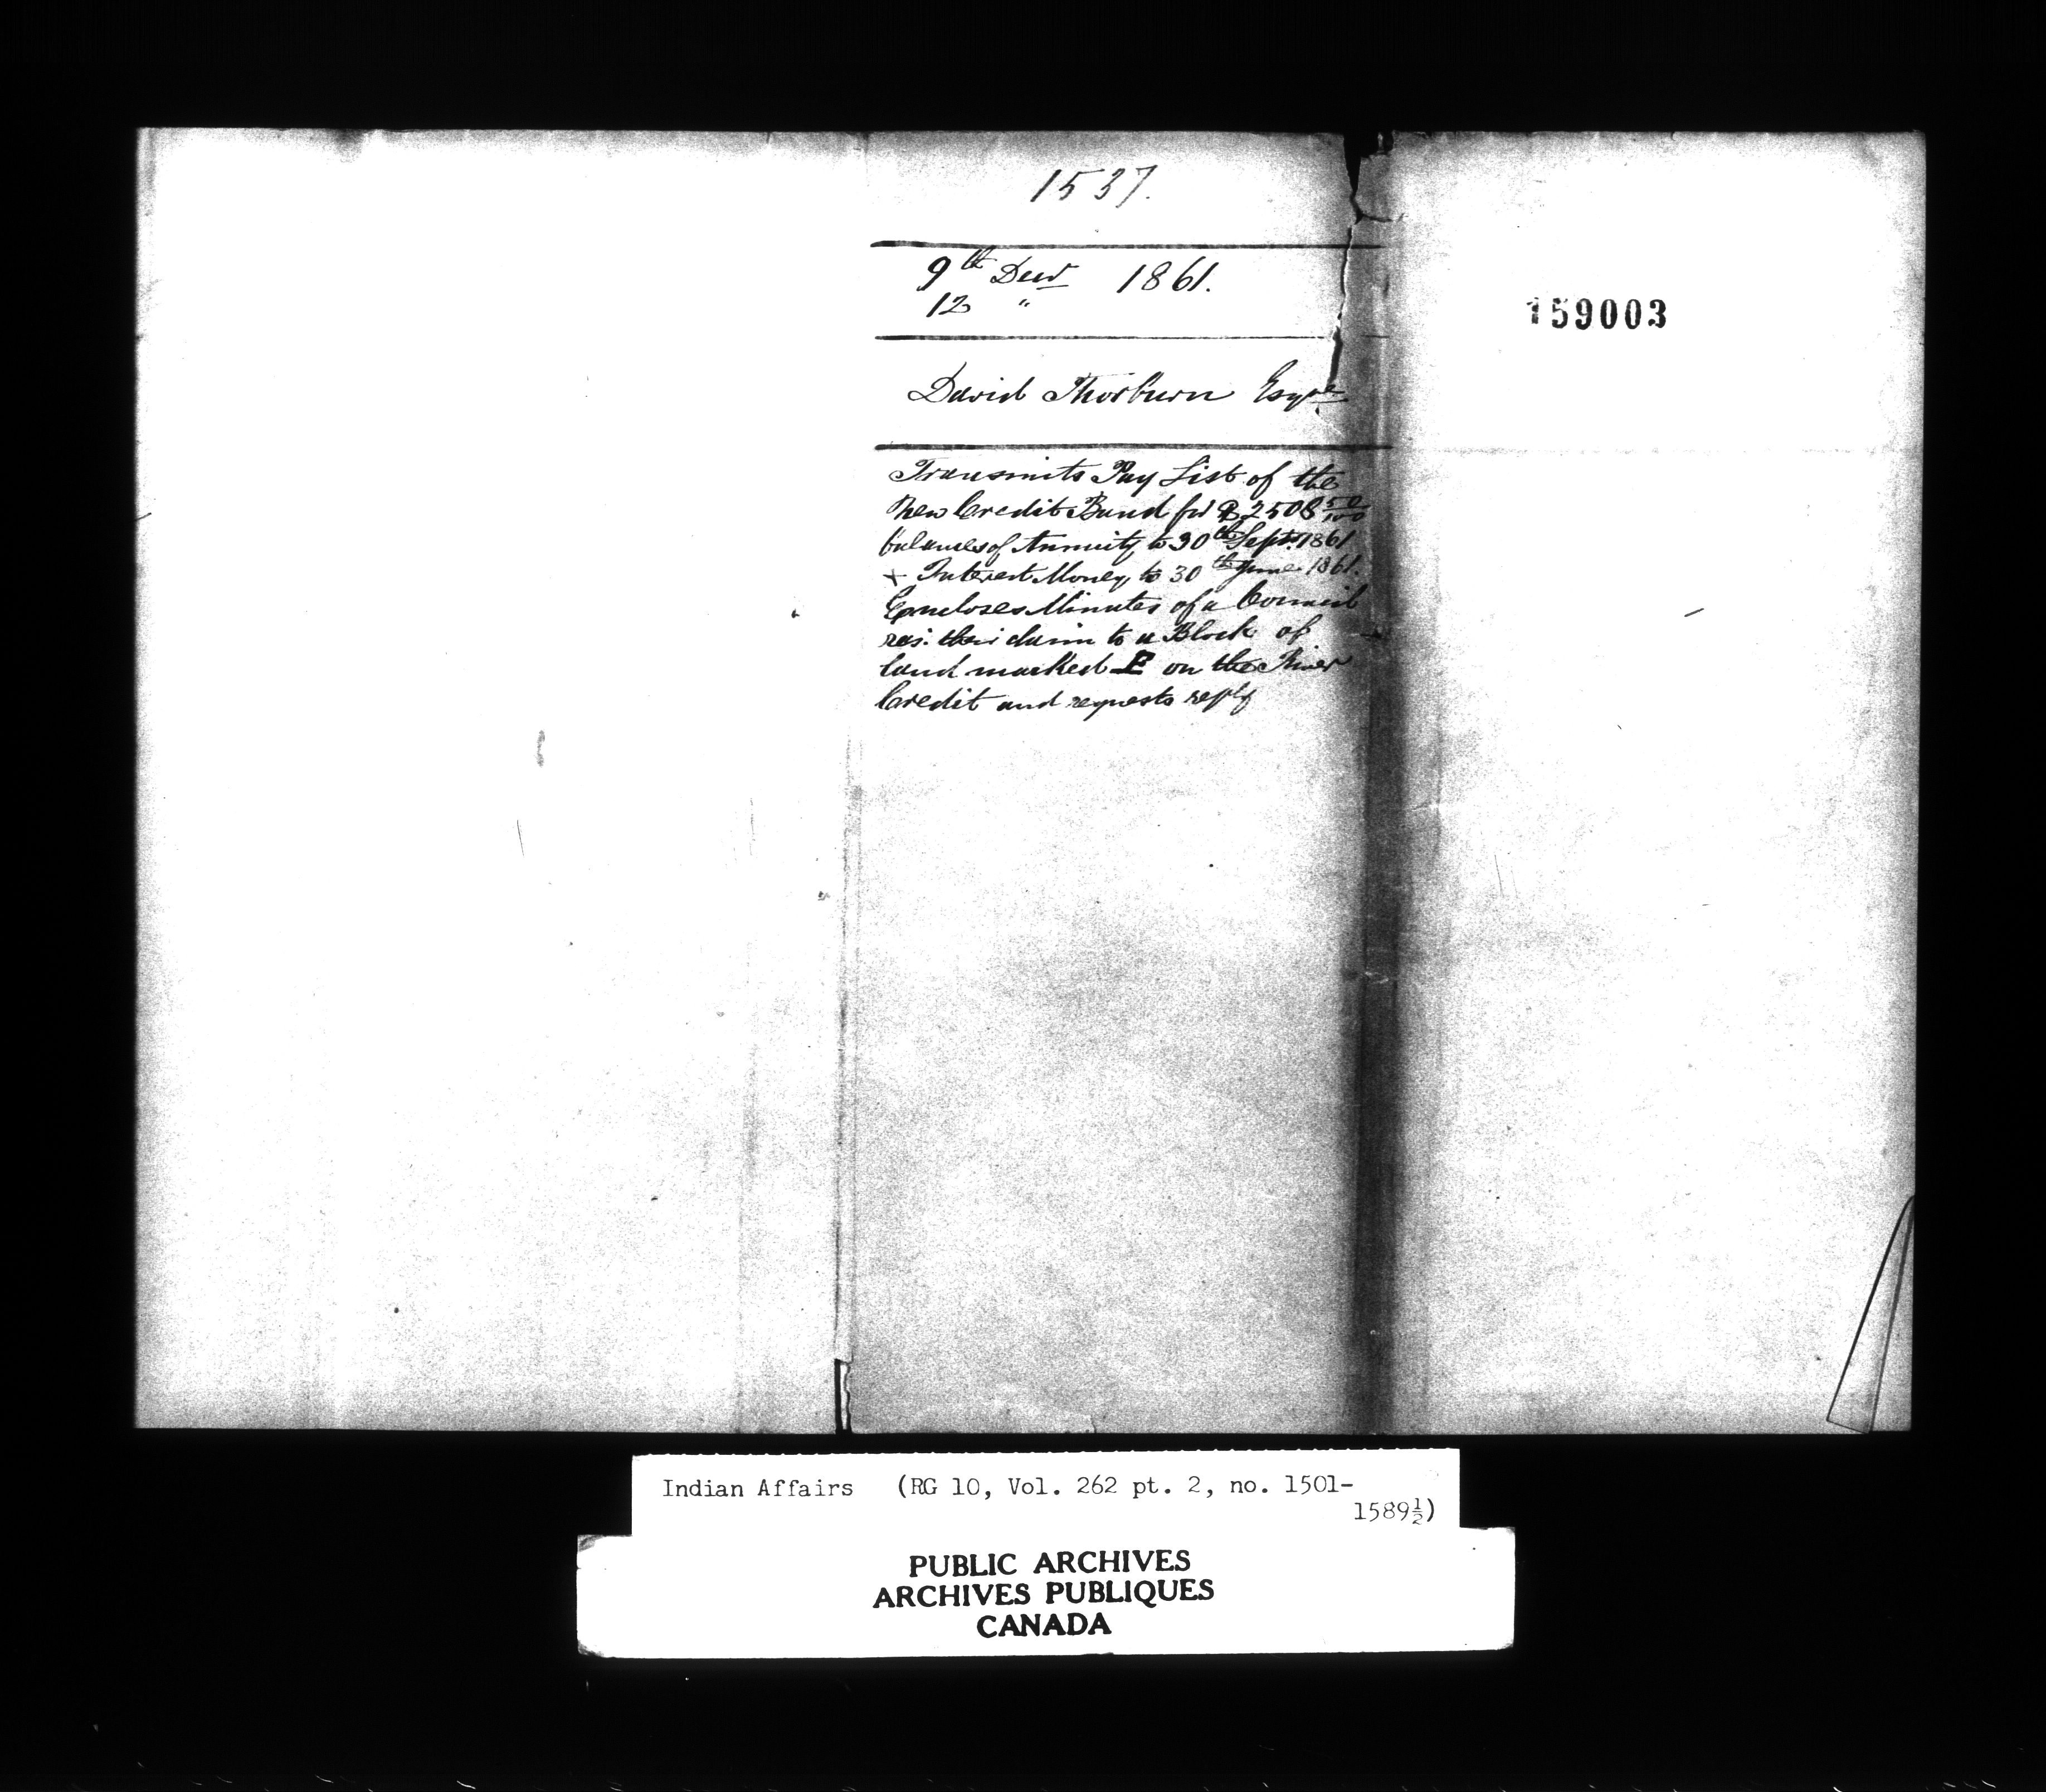 1537.
9th Decr 1861.
12 "
David Thorburn Esqre
Transmits Pay List of the
New Credit Band for $2508 50/100
balances of Annuity to 30th Sept. 1861
+ Interest Money to 30th June 1861.
Encloses Minutes of a Council
res: their claim to a Block of
land marked E on the River
Credit and requests reply
159003
Indian Affairs (RG 10, Vol. 262 pt. 2, no. 1501-
1589½)
PUBLIC ARCHIVES
ARCHIVES PUBLIQUES
CANADA